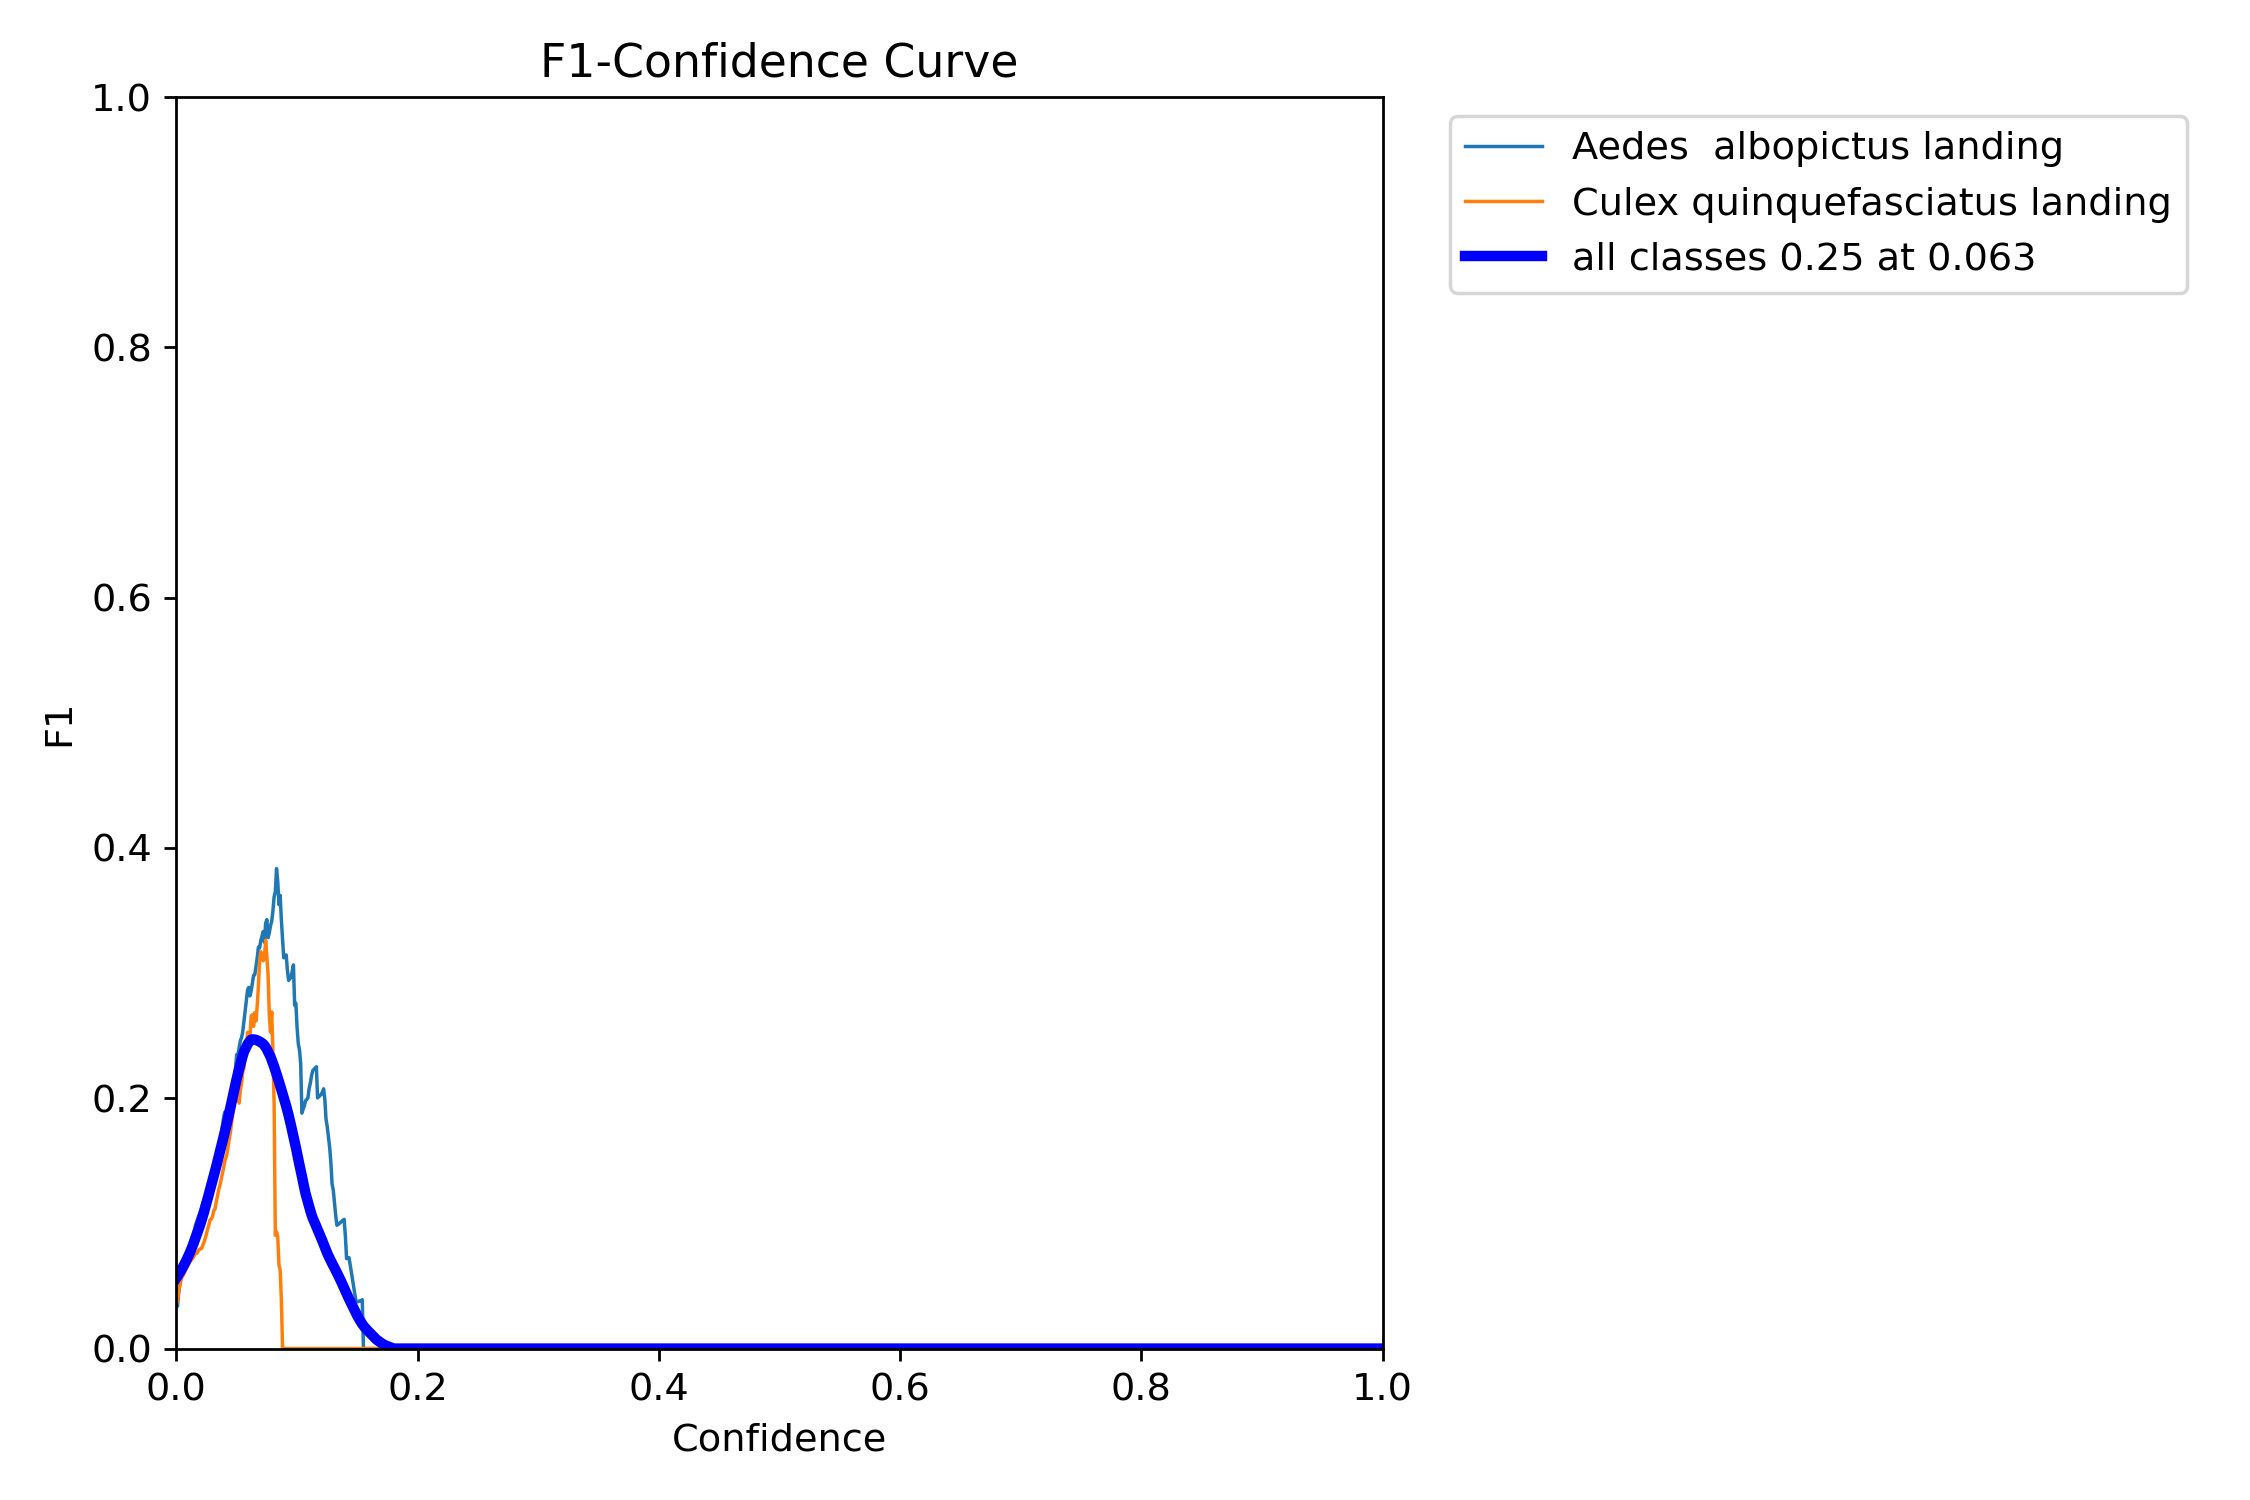 F1-Confidence Curve
1.0
0.8
0.6
0.4
0.2
0.0
F1
0.0 0.2 0.4 0.6 0.8 1.0
Confidence
Aedes  albopictus landing
Culex quinquefasciatus landing
all classes 0.25 at 0.063